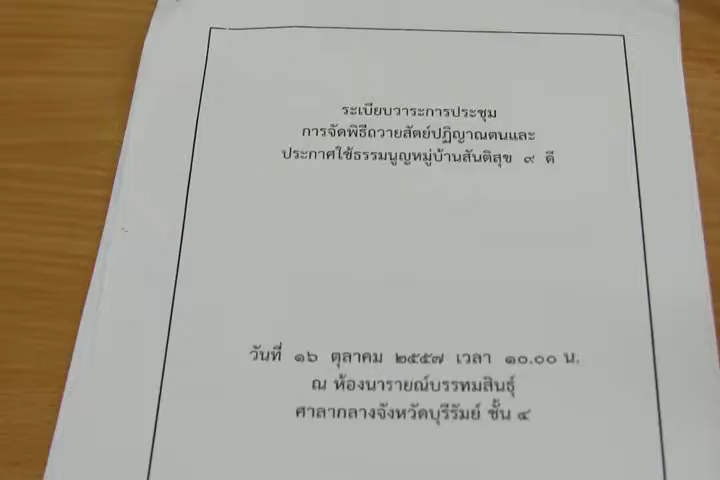 ระเบียบวาระการประชุม
การจัดพิธีถวายสัตย์ปฏิญาณตนและ
ประกาศใช้ธรรมนูญหมู่บ้านสันติสุข ๙ ดี
วันที่ ๑๖ ตุลาคม ๒๕๕๗ เวลา ๑๐.๐๐ น.
ณ ห้องนารายณ์บรรทมสินธุ์
ศาลากลางจังหวัดบุรีรัมย์ ชั้น ๔